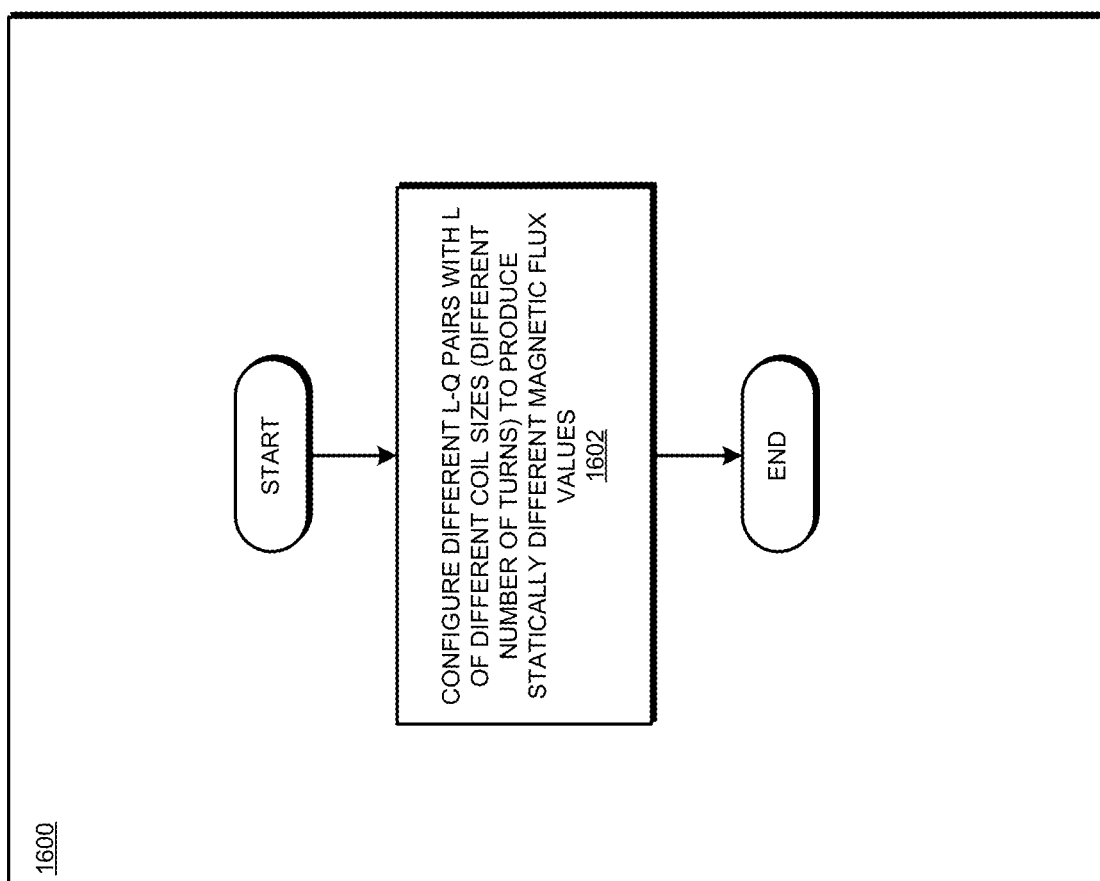 1600
START
CONFIGURE DIFFERENT L-Q PAIRS WITH L
OF DIFFERENT COIL SIZES (DIFFERENT
NUMBER OF TURNS) TO PRODUCE
STATICALLY DIFFERENT MAGNETIC FLUX
VALUES
1602
END